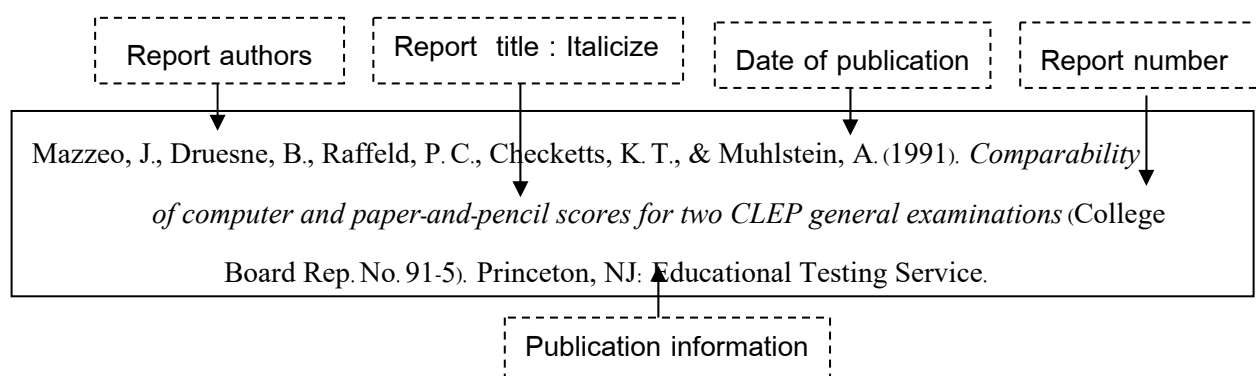 Report authors
Report title : Italicize
Date of publication
Report number
Mazzeo, J., Druesne, B., Raffeld, P. C., Checketts, K. T., & Muhlstein, A. (1991). Comparability
of computer and paper-and-pencil scores for two CLEP general examinations (College
Board Rep. No. 91-5). Princeton, NJ: Educational Testing Service.
Publication information